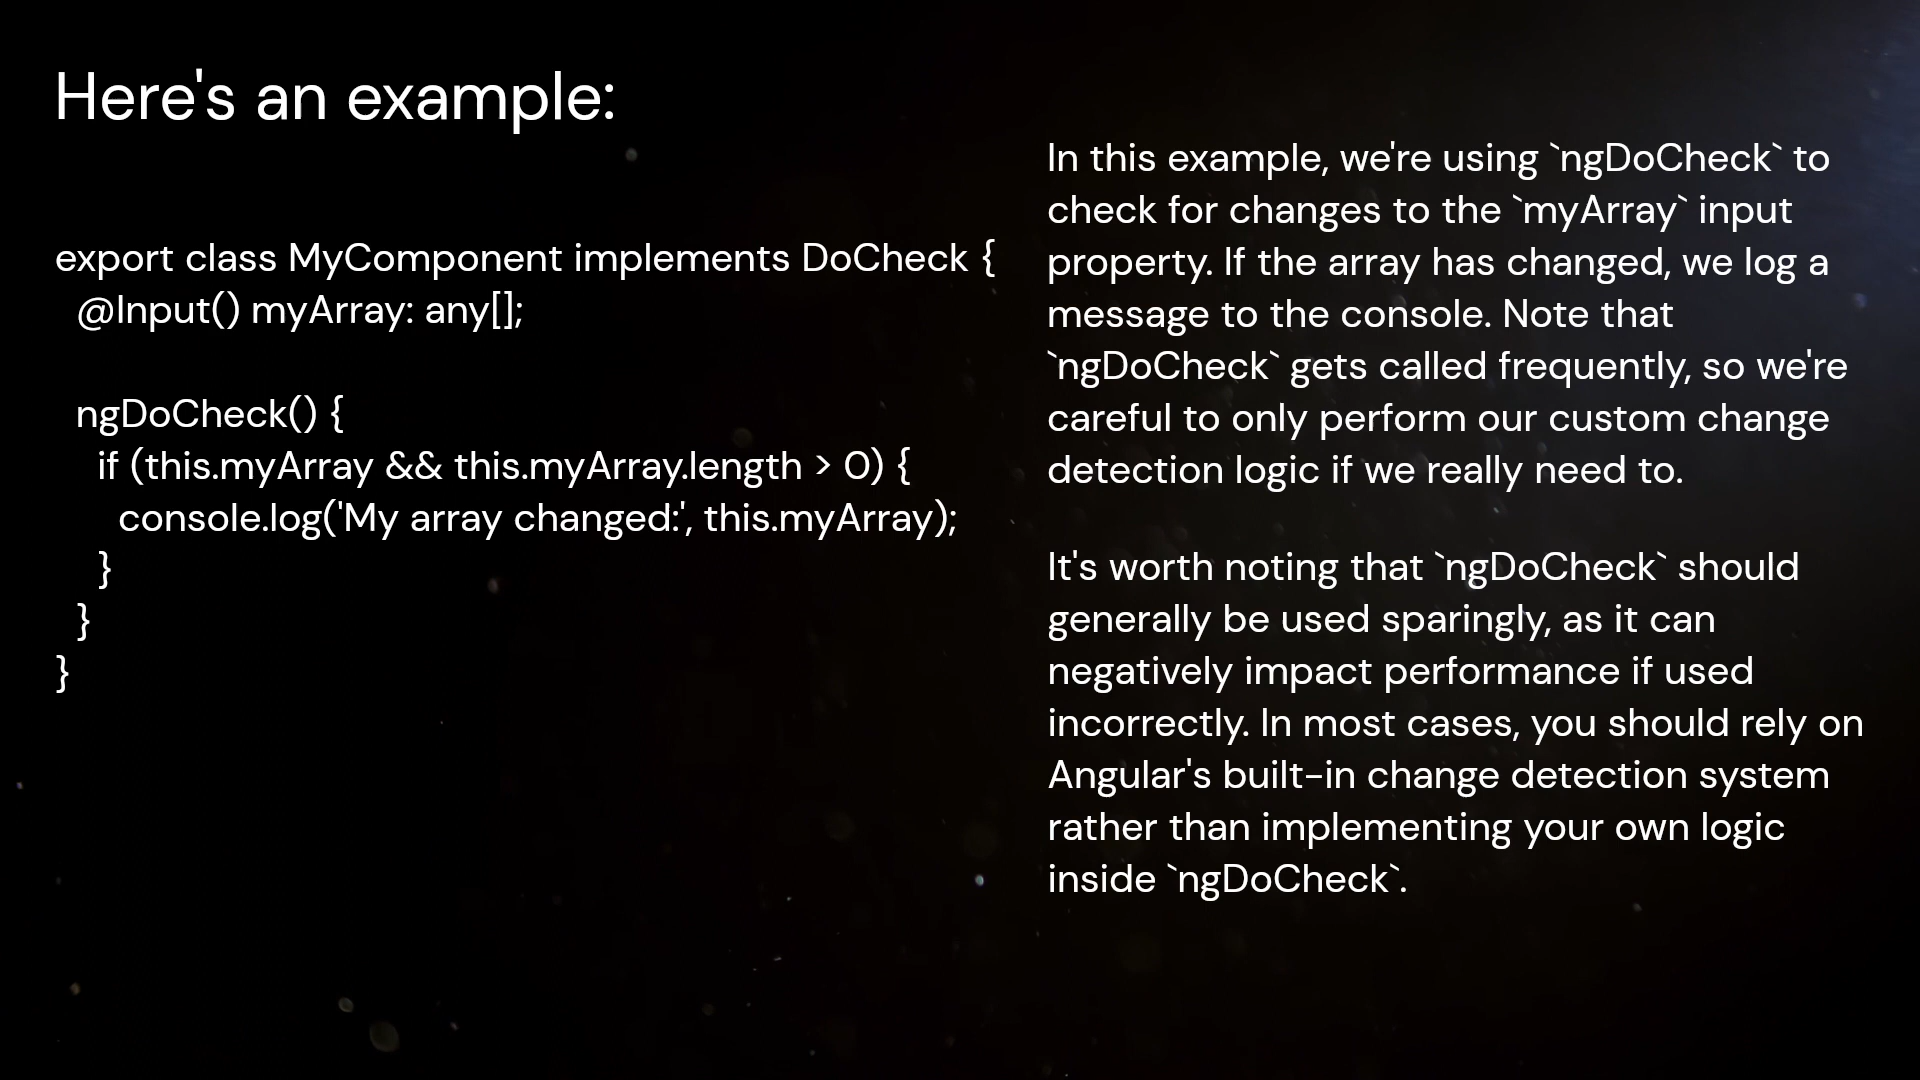 Here's an example:
export class MyComponent implements DoCheck {
  @Input() myArray: any[];
  ngDoCheck() {
    if (this.myArray && this.myArray.length > 0) {
      console.log('My array changed:', this.myArray);
    }
  }
}
In this example, we're using `ngDoCheck` to
check for changes to the `myArray` input
property. If the array has changed, we log a
message to the console. Note that
`ngDoCheck` gets called frequently, so we're
careful to only perform our custom change
detection logic if we really need to.
It's worth noting that `ngDoCheck` should
generally be used sparingly, as it can
negatively impact performance if used
incorrectly. In most cases, you should rely on
Angular's built-in change detection system
rather than implementing your own logic
inside `ngDoCheck`.